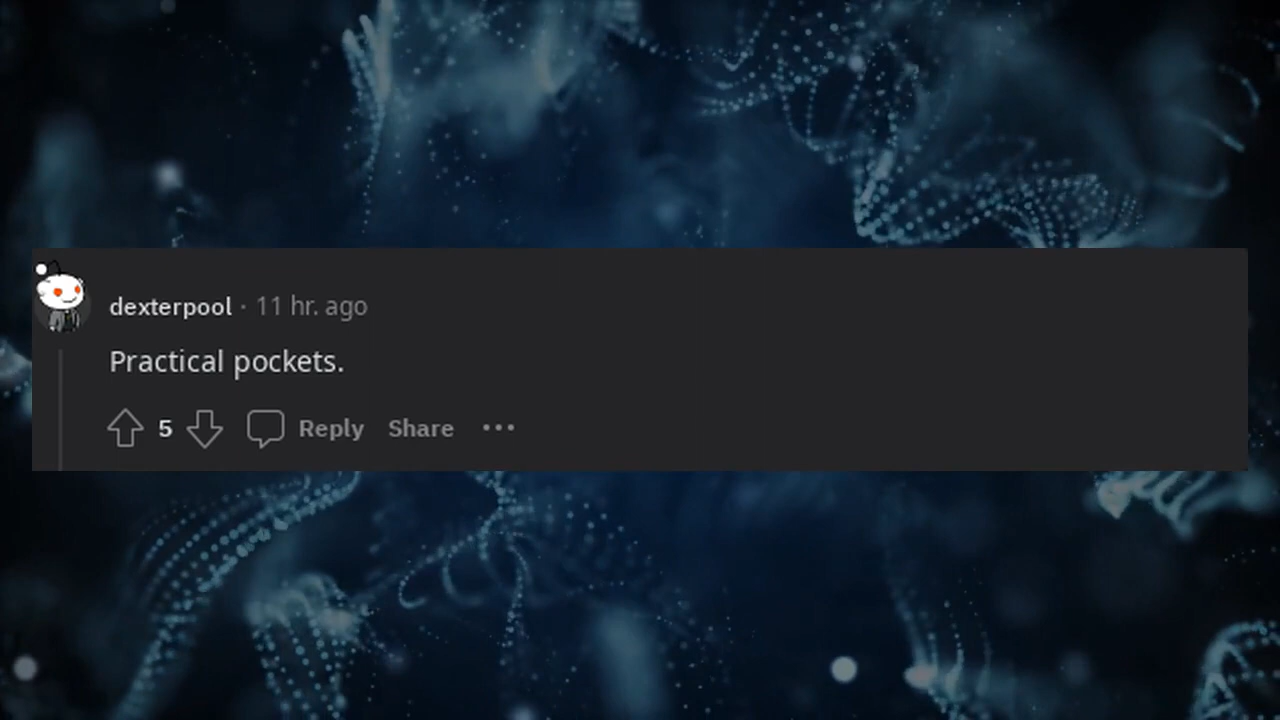 dexterpool · 11 hr. ago
Practical pockets.
5 Reply Share ...